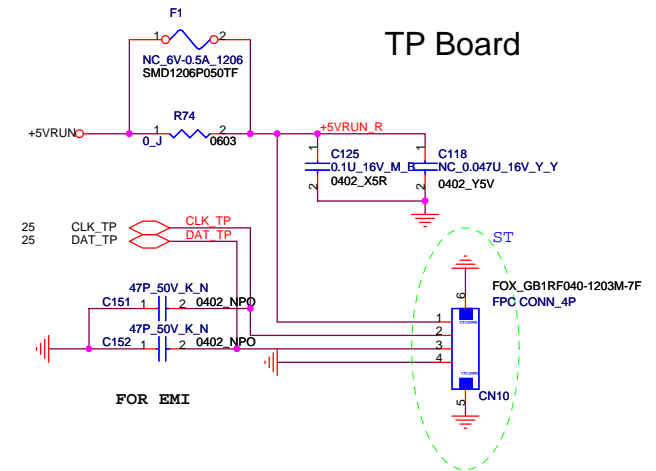 F1
TP Board
1
2
NC_6V-0.5A_1206
SMD1206P050TF
R74
+5VRUN
1
2
0_J
0603
+5VRUN_R
1
1
C125
C118
0.1U_16V_M_B
NC_0.047U_16V_Y_Y
2
2
0402_X5R
0402_Y5V
25
CLK_TP
CLK_TP
25
DAT_TP
DAT_TP
ST
47P_50V_K_N
FOX_GB1RF040-1203M-7F
6
FPC CONN_4P
C151
1
2
0402_NPO
47P_50V_K_N
1
2
C152
1
2
0402_NPO
3
4
CN10
5
FOR EMI